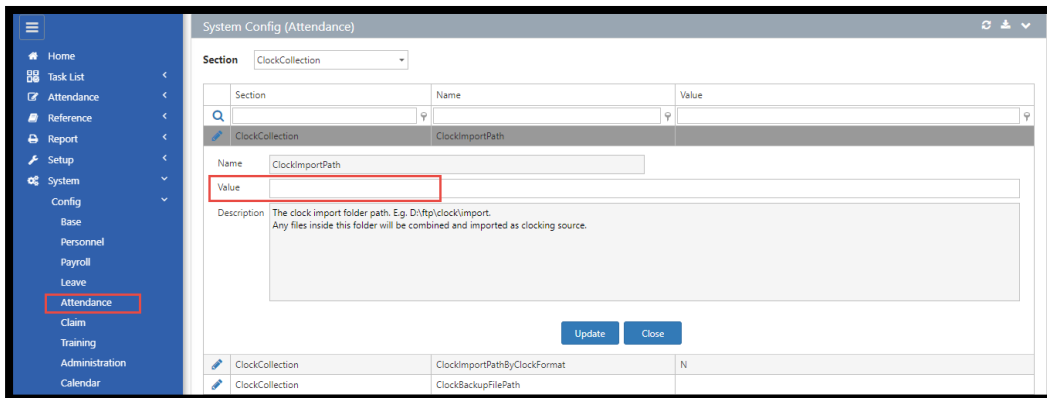 System Config (Attendance)
Home
Task List
Attendance
Reference
Report
Setup
System
Config
Base
Personnel
Payroll
Leave
Attendance
Claim
Training
Administration
Calendar
Section ClockCollection
Section Name Value
ClockCollection ClockImportPath
Name ClockImportPath
Value
Description The clock import folder path. E.g. D:\ftp\clock\import.
Any files inside this folder will be combined and imported as clocking source.
Update Close
ClockCollection ClockImportPathByClockFormat N
ClockCollection ClockBackupFilePath